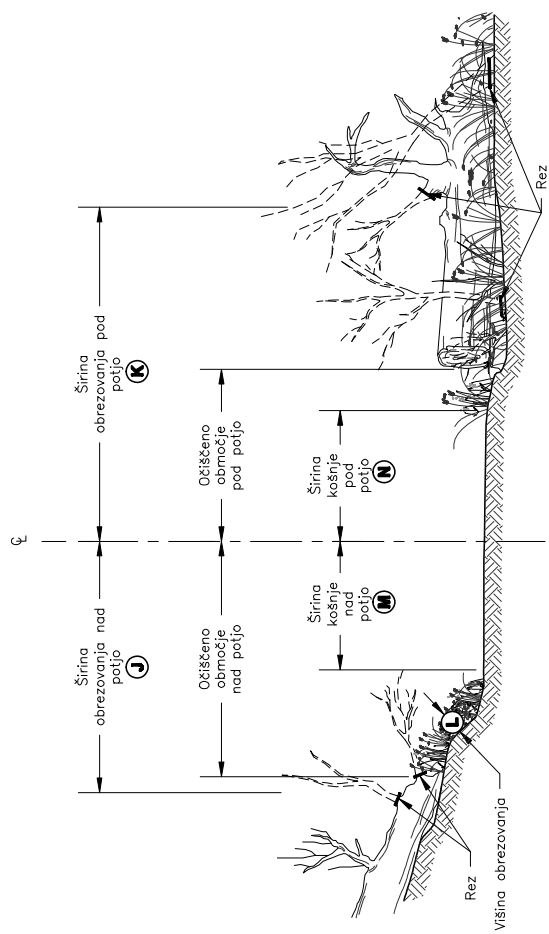 ℄
Širina
obrezovanja nad
potjo
J
Širina
obrezovanja pod
potjo
K
Očiščeno
območje
nad potjo
Očiščeno
območje
pod potjo
Širina
košnje
nad
potjo
M
Širina
košnje
pod
potjo
N
L
Rez
Višina obrezovanja
Rez